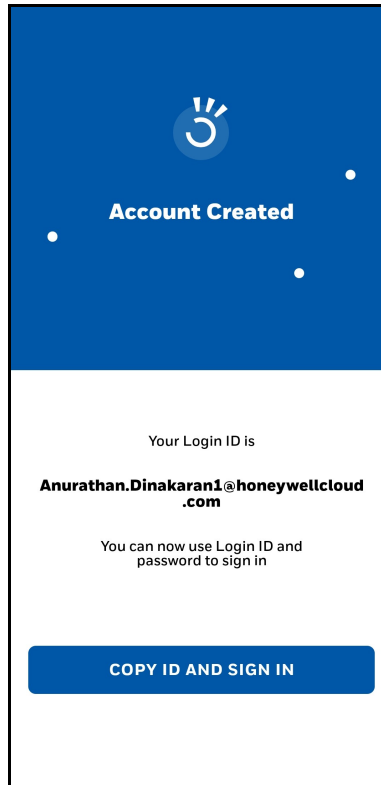 Account Created
Your Login ID is
Anurathan.Dinakaran1@honeywellcloud
.com
You can now use Login ID and
password to sign in
COPY ID AND SIGN IN